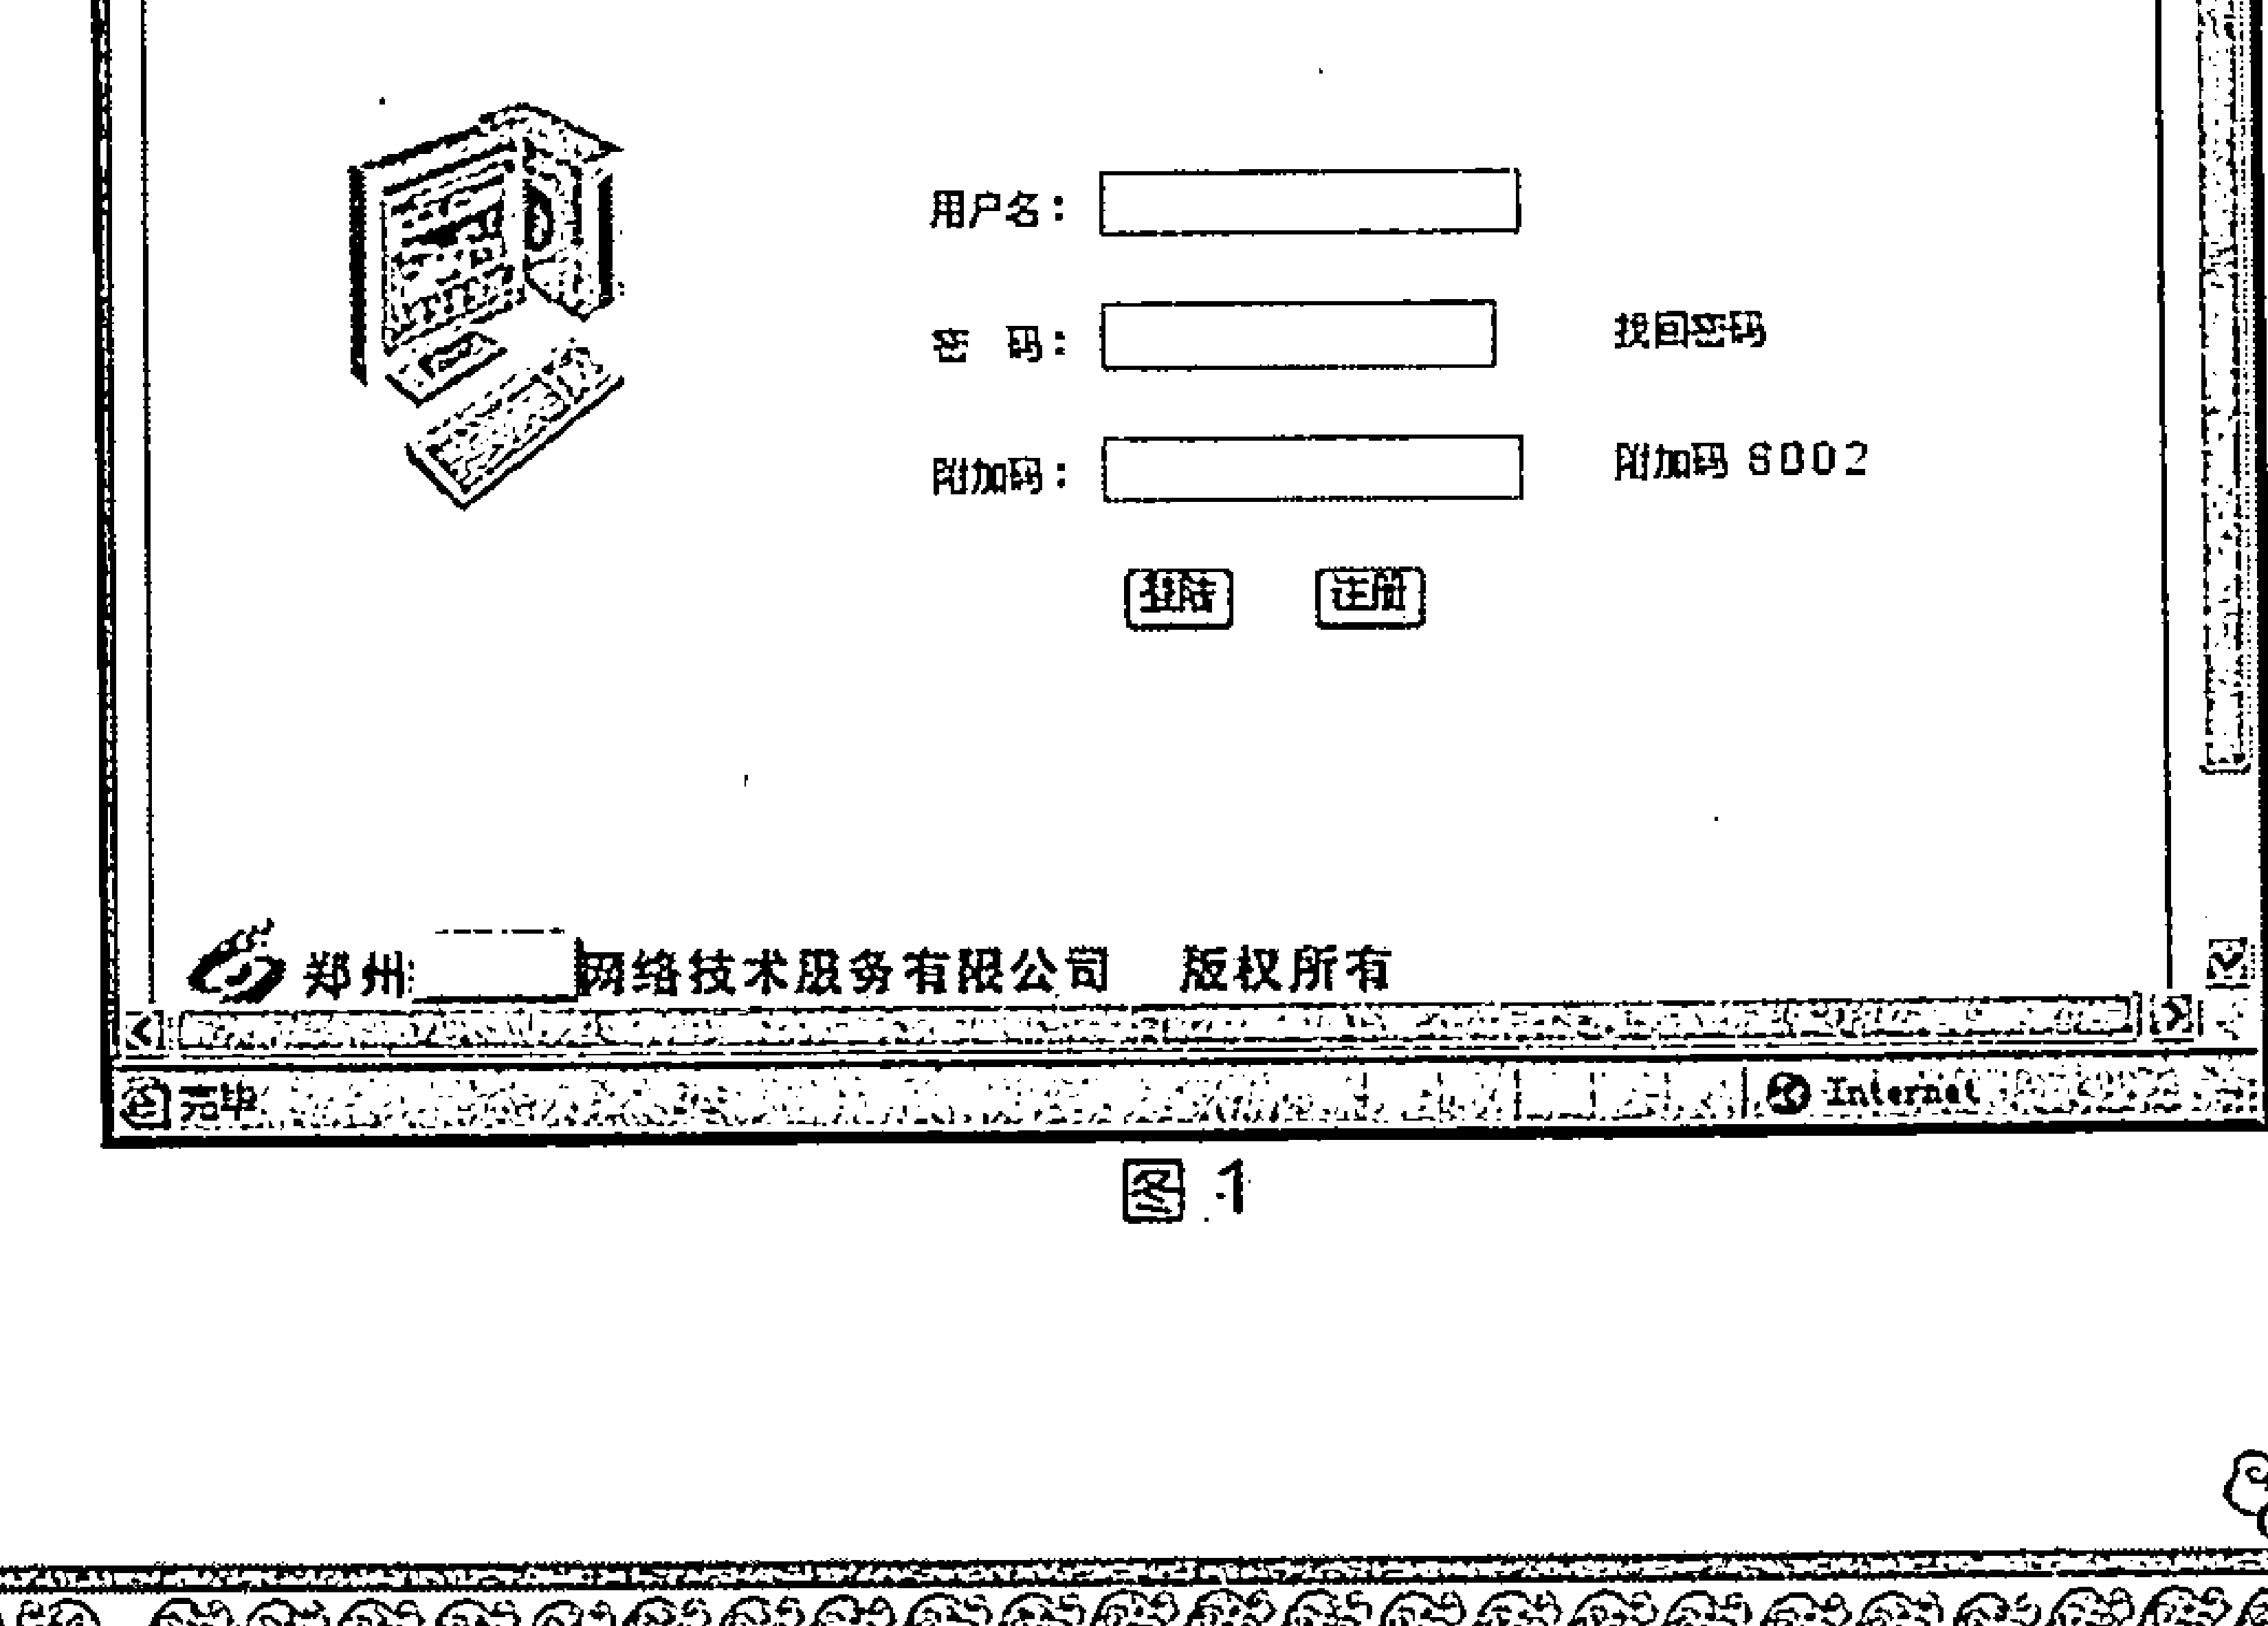 用户名：
密 码： 找回密码
附加码： 附加码 6002
登陆 注册
郑州 网络技术服务有限公司 版权所有
完毕 Internet
图 1